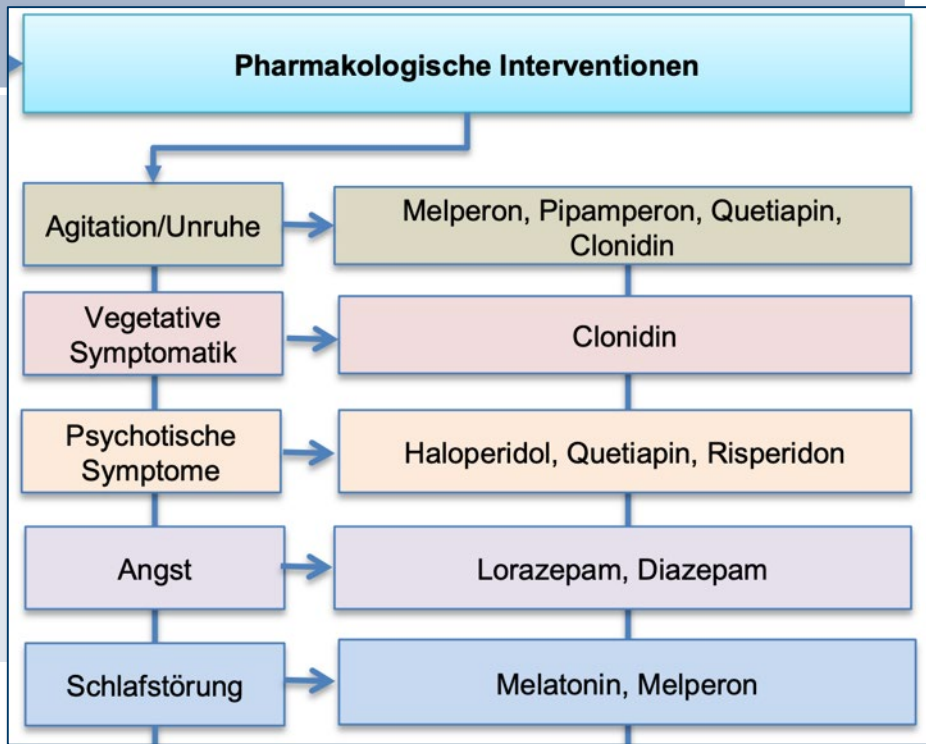 Pharmakologische Interventionen
Agitation/Unruhe
Melperon, Pipamperon, Quetiapin,
Clonidin
Vegetative
Symptomatik
Clonidin
Psychotische
Symptome
Haloperidol, Quetiapin, Risperidon
Angst
Lorazepam, Diazepam
Schlafstörung
Melatonin, Melperon